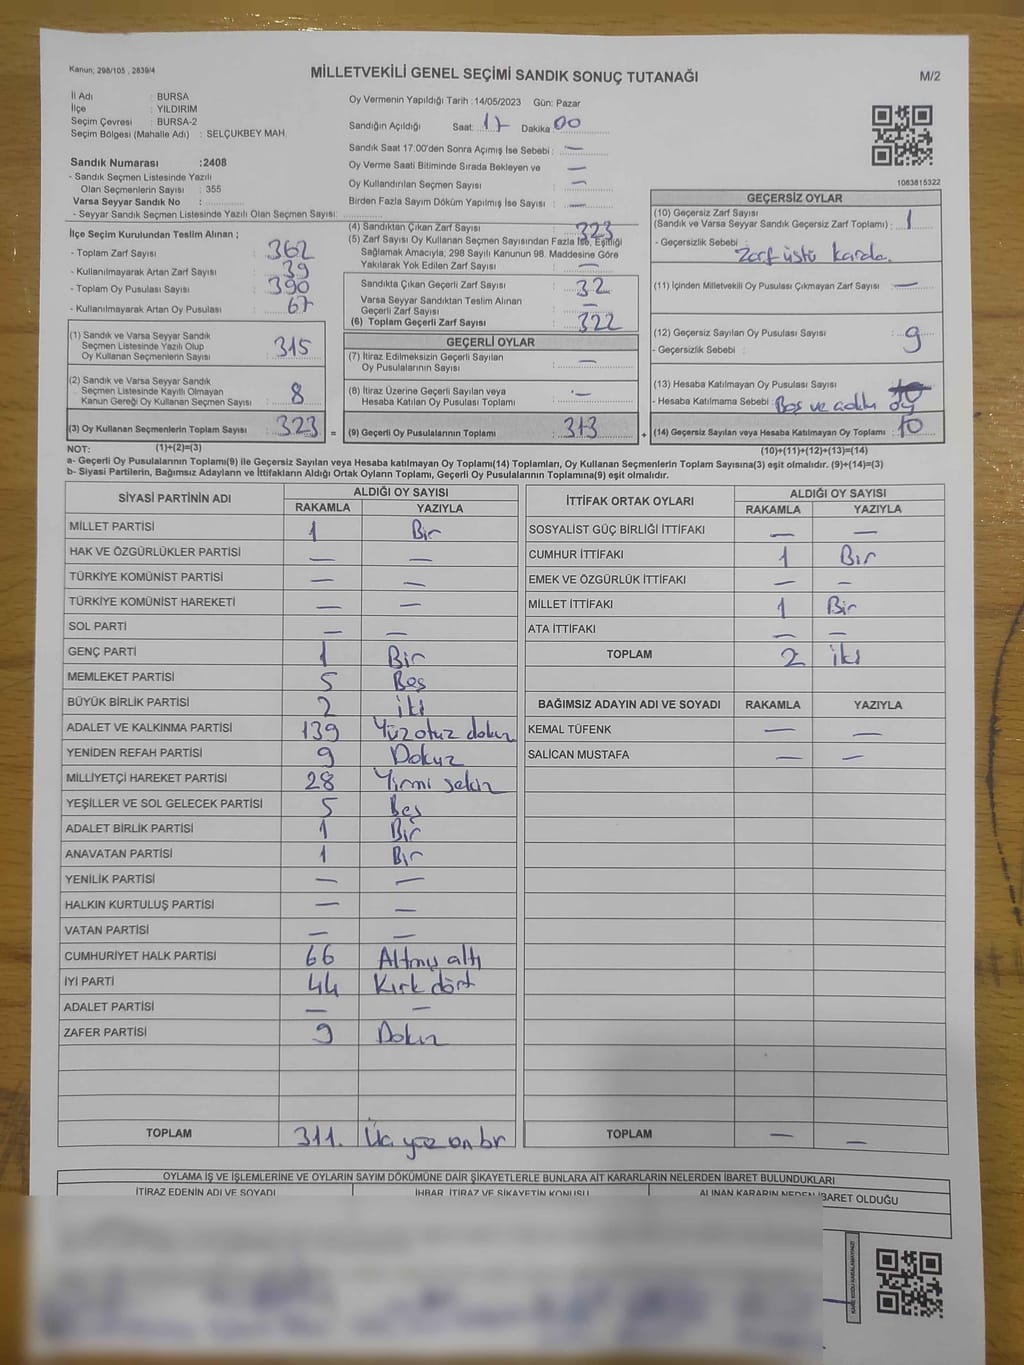 Kanun; 298/105 , 2839/4
MİLLETVEKİLİ GENEL SEÇİMİ SANDIK SONUÇ TUTANAĞI
M/2
İl Adı : BURSA
İlçe : YILDIRIM
Seçim Çevresi : BURSA-2
Seçim Bölgesi (Mahalle Adı) : SELÇUKBEY MAH.
Sandık Numarası :2408
- Sandık Seçmen Listesinde Yazılı
Olan Seçmenlerin Sayısı : 355
Varsa Seyyar Sandık No :
- Seyyar Sandık Seçmen Listesinde Yazılı Olan Seçmen Sayısı:
İlçe Seçim Kurulundan Teslim Alınan ;
- Toplam Zarf Sayısı : 362
- Kullanılmayarak Artan Zarf Sayısı : 39
- Toplam Oy Pusulası Sayısı : 390
- Kullanılmayarak Artan Oy Pusulası : 67
Oy Vermenin Yapıldığı Tarih :14/05/2023 Gün: Pazar
Sandığın Açıldığı Saat: 17 Dakika 00
Sandık Saat 17:00'den Sonra Açımış İse Sebebi : —
Oy Verme Saati Bitiminde Sırada Bekleyen ve —
Oy Kullandırılan Seçmen Sayısı : —
Birden Fazla Sayım Döküm Yapılmış İse Sayısı : —
(4) Sandıktan Çıkan Zarf Sayısı : 323
(5) Zarf Sayısı Oy Kullanan Seçmen Sayısından Fazla İse, Eşitliği
Sağlamak Amacıyla, 298 Sayılı Kanunun 98. Maddesine Göre
Yakılarak Yok Edilen Zarf Sayısı : —
Sandıkta Çıkan Geçerli Zarf Sayısı : 32
Varsa Seyyar Sandıktan Teslim Alınan
Geçerli Zarf Sayısı : —
(6) Toplam Geçerli Zarf Sayısı : 322
1083815322
GEÇERSİZ OYLAR
(10) Geçersiz Zarf Sayısı
(Sandık ve Varsa Seyyar Sandık Geçersiz Zarf Toplamı) : 1
- Geçersizlik Sebebi : Zarf üstü karda.
(11) İçinden Milletvekili Oy Pusulası Çıkmayan Zarf Sayısı : —
(12) Geçersiz Sayılan Oy Pusulası Sayısı : 9
- Geçersizlik Sebebi :
(13) Hesaba Katılmayan Oy Pusulası Sayısı
- Hesaba Katılmama Sebebi : Boş ve oy
(14) Geçersiz Sayılan veya Hesaba Katılmayan Oy Toplamı : 10
(10)+(11)+(12)+(13)=(14)
(1) Sandık ve Varsa Seyyar Sandık
Seçmen Listesinde Yazılı Olup
Oy Kullanan Seçmenlerin Sayısı : 315
(2) Sandık ve Varsa Seyyar Sandık
Seçmen Listesinde Kayıtlı Olmayan
Kanun Gereği Oy Kullanan Seçmen Sayısı : 8
(3) Oy Kullanan Seçmenlerin Toplam Sayısı : 323 =
(1)+(2)=(3)
GEÇERLİ OYLAR
(7) İtiraz Edilmeksizin Geçerli Sayılan
Oy Pusulalarının Sayısı : —
(8) İtiraz Üzerine Geçerli Sayılan veya
Hesaba Katılan Oy Pusulası Toplamı : —
(9) Geçerli Oy Pusulalarının Toplamı : 313 +
NOT:
a- Geçerli Oy Pusulalarının Toplamı(9) ile Geçersiz Sayılan veya Hesaba katılmayan Oy Toplamı(14) Toplamları, Oy Kullanan Seçmenlerin Toplam Sayısına(3) eşit olmalıdır. (9)+(14)=(3)
b- Siyasi Partilerin, Bağımsız Adayların ve İttifakların Aldığı Ortak Oyların Toplamı, Geçerli Oy Pusulalarının Toplamına(9) eşit olmalıdır.
SİYASİ PARTİNİN ADI ALDIĞI OY SAYISI
RAKAMLA YAZIYLA
MİLLET PARTİSİ 1 Bir
HAK VE ÖZGÜRLÜKLER PARTİSİ — —
TÜRKİYE KOMÜNİST PARTİSİ — —
TÜRKİYE KOMÜNİST HAREKETİ — —
SOL PARTİ — —
GENÇ PARTİ 1 Bir
MEMLEKET PARTİSİ 5 Beş
BÜYÜK BİRLİK PARTİSİ 2 iki
ADALET VE KALKINMA PARTİSİ 139 Yüz otuz dokuz
YENİDEN REFAH PARTİSİ 9 Dokuz
MİLLİYETÇİ HAREKET PARTİSİ 28 Yirmi sekiz
YEŞİLLER VE SOL GELECEK PARTİSİ 5 Beş
ADALET BİRLİK PARTİSİ 1 Bir
ANAVATAN PARTİSİ 1 Bir
YENİLİK PARTİSİ — —
HALKIN KURTULUŞ PARTİSİ — —
VATAN PARTİSİ — —
CUMHURİYET HALK PARTİSİ 66 Altmış altı
İYİ PARTİ 44 Kırk dört
ADALET PARTİSİ — —
ZAFER PARTİSİ 9 Dokuz
TOPLAM 311. Üç yüz on bir
İTTİFAK ORTAK OYLARI ALDIĞI OY SAYISI
RAKAMLA YAZIYLA
SOSYALİST GÜÇ BİRLİĞİ İTTİFAKI — —
CUMHUR İTTİFAKI 1 Bir
EMEK VE ÖZGÜRLÜK İTTİFAKI — —
MİLLET İTTİFAKI 1 Bir
ATA İTTİFAKI — —
TOPLAM 2 iki
BAĞIMSIZ ADAYIN ADI VE SOYADI RAKAMLA YAZIYLA
KEMAL TÜFENK — —
SALİCAN MUSTAFA — —
TOPLAM — —
OYLAMA İŞ VE İŞLEMLERİNE VE OYLARIN SAYIM DÖKÜMÜNE DAİR ŞİKAYETLERLE BUNLARA AİT KARARLARIN NELERDEN İBARET BULUNDUKLARI
İTİRAZ EDENİN ADI VE SOYADI İHBAR, İTİRAZ VE ŞİKAYETİN KONUSU ALINAN KARARIN NEDEN İBARET OLDUĞU
KARE KODU KARALAMAYINIZ!